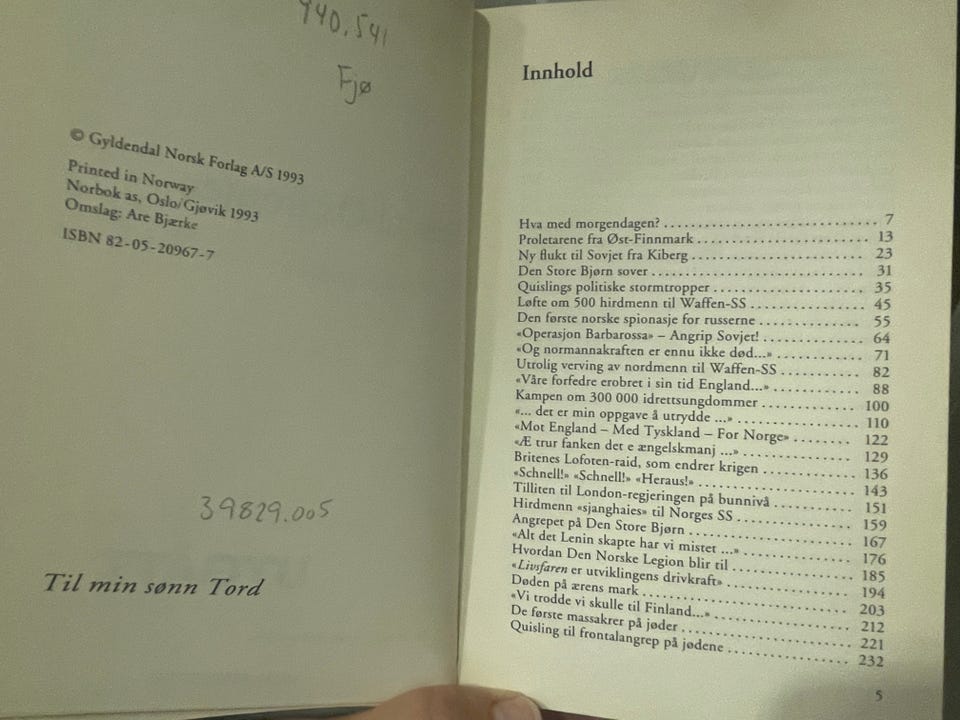 940.541
Fjø
© Gyldendal Norsk Forlag A/S 1993
Printed in Norway
Norbok as, Oslo/Gjøvik 1993
Omslag: Are Bjærke
ISBN 82-05-20967-7
39829.005
Til min sønn Tord
Innhold
Hva med morgendagen? 7
Proletarene fra Øst-Finnmark 13
Ny flukt til Sovjet fra Kiberg 23
Den Store Bjørn sover 31
Quislings politiske stormtropper 35
Løfte om 500 hirdmenn til Waffen-SS 45
Den første norske spionasje for russerne 55
«Operasjon Barbarossa» – Angrip Sovjet! 64
«Og normannakraften er ennu ikke død...» 71
Utrolig verving av nordmenn til Waffen-SS 82
«Våre forfedre erobret i sin tid England...» 88
Kampen om 300 000 idrettsungdommer 100
«... det er min oppgave å utrydde ...» 110
«Mot England – Med Tyskland – For Norge» 122
«Æ trur fanken det e ængelskmanj ...» 129
Britenes Lofoten-raid, som endrer krigen 136
«Schnell!» «Schnell!» «Heraus!» 143
Tilliten til London-regjeringen på bunnivå 151
Hirdmenn «sjanghaies» til Norges SS 159
Angrepet på Den Store Bjørn 167
«Alt det Lenin skapte har vi mistet ...» 176
Hvordan Den Norske Legion blir til 185
«Livsfaren er utviklingens drivkraft» 194
Døden på ærens mark 203
«Vi trodde vi skulle til Finland...» 212
De første massakrer på jøder 221
Quisling til frontalangrep på jødene 232
5